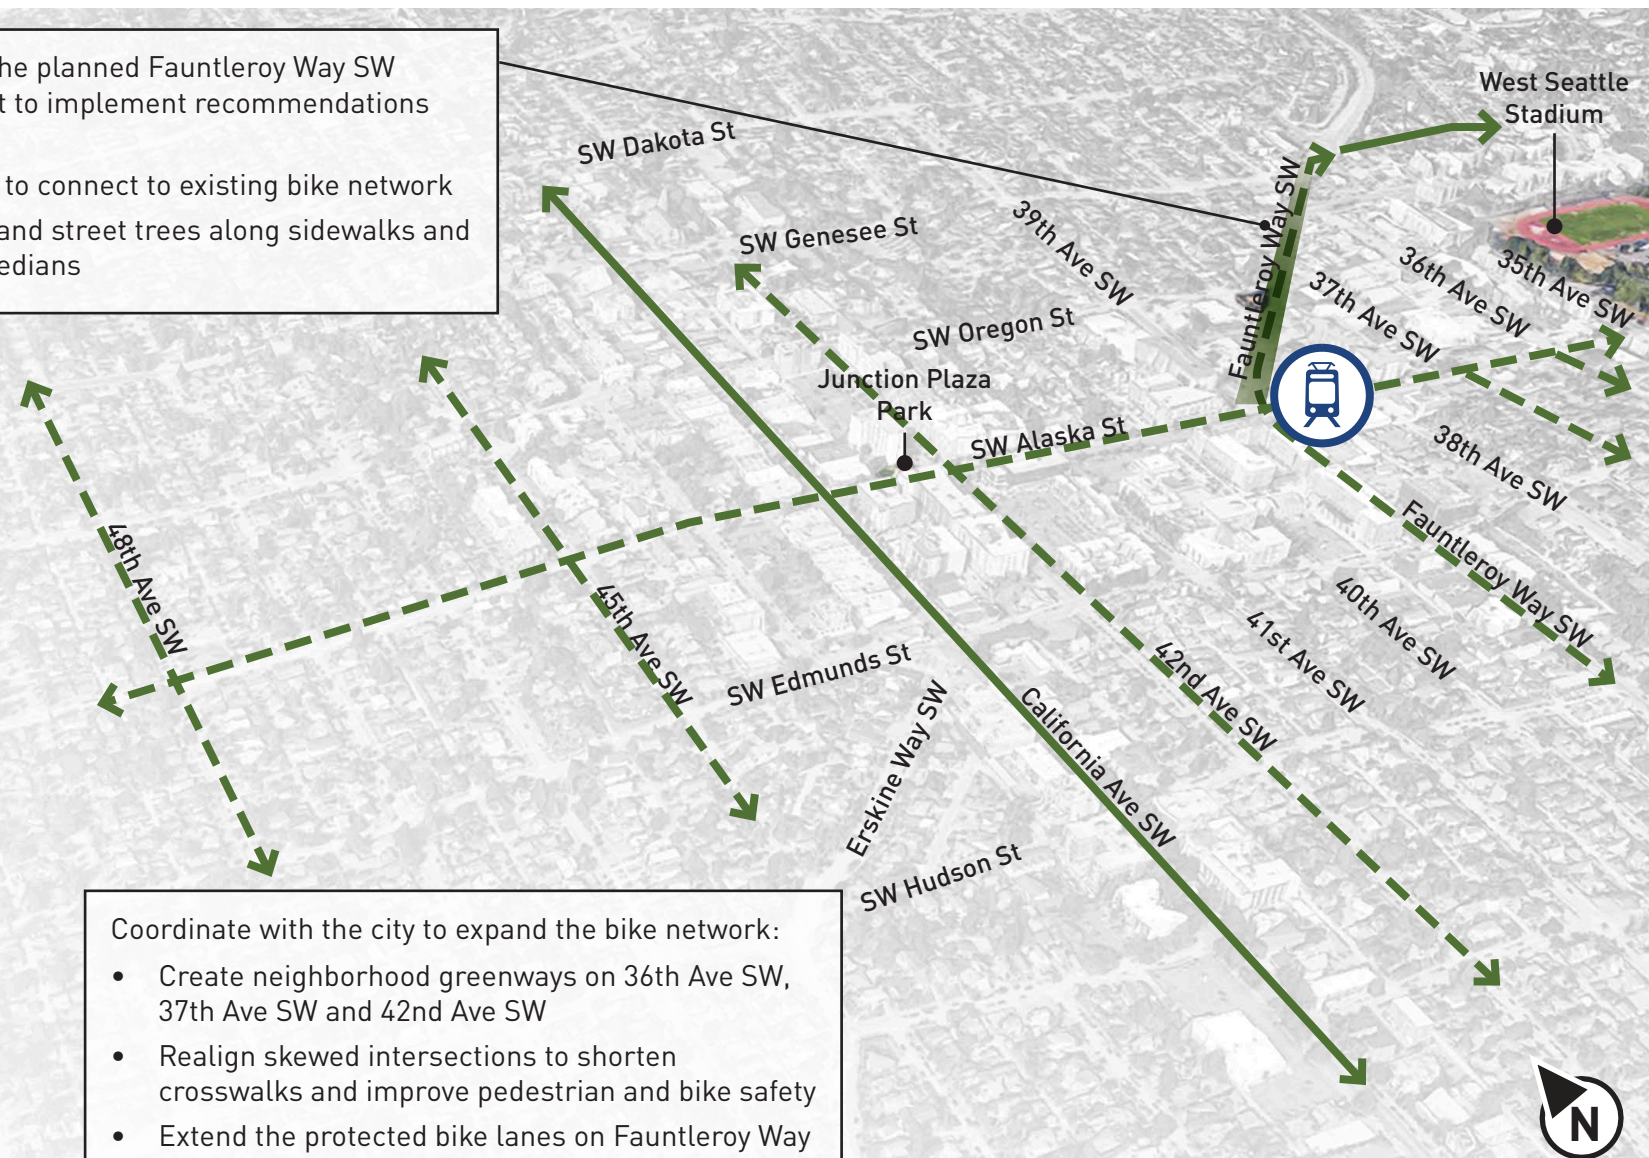 he planned Fauntleroy Way SW
t to implement recommendations
to connect to existing bike network
and street trees along sidewalks and
edians
West Seattle
Stadium
SW Dakota St
SW Genesee St
39th Ave SW
Fauntleroy Way SW
37th Ave SW
36th Ave SW
35th Ave SW
SW Oregon St
Junction Plaza
Park
SW Alaska St
38th Ave SW
Fauntleroy Way SW
48th Ave SW
45th Ave SW
40th Ave SW
41st Ave SW
42nd Ave SW
SW Edmunds St
Erskine Way SW
California Ave SW
SW Hudson St
Coordinate with the city to expand the bike network:
• Create neighborhood greenways on 36th Ave SW,
37th Ave SW and 42nd Ave SW
• Realign skewed intersections to shorten
crosswalks and improve pedestrian and bike safety
• Extend the protected bike lanes on Fauntleroy Way
N